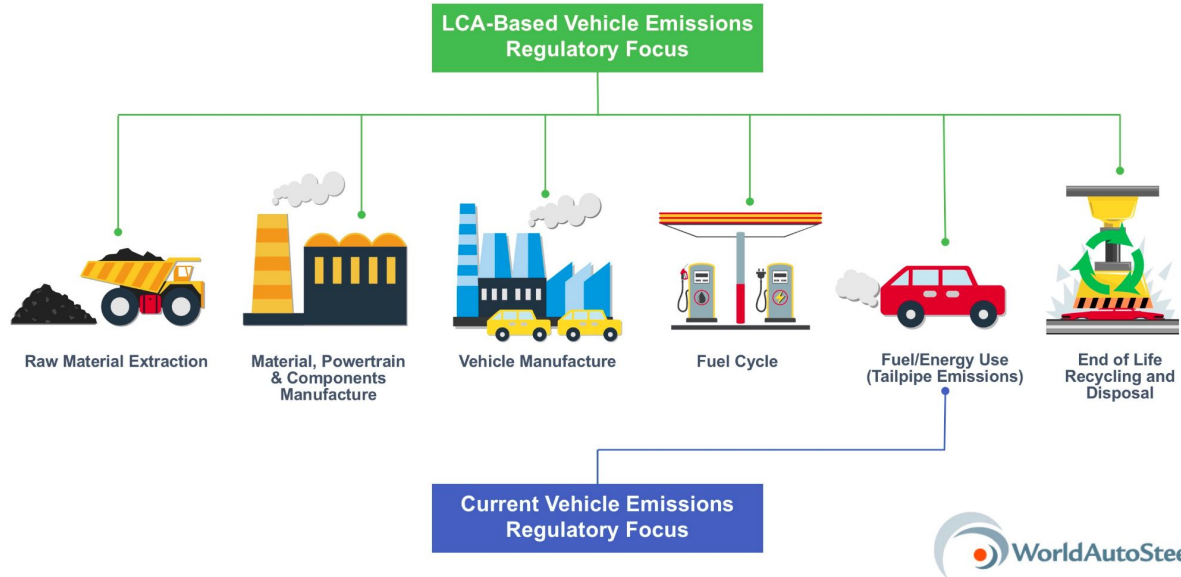 LCA-Based Vehicle Emissions
Regulatory Focus
Raw Material Extraction
Material, Powertrain
& Components
Manufacture
Vehicle Manufacture
Fuel Cycle
Fuel/Energy Use
(Tailpipe Emissions)
End of Life
Recycling and
Disposal
Current Vehicle Emissions
Regulatory Focus
WorldAutoStee